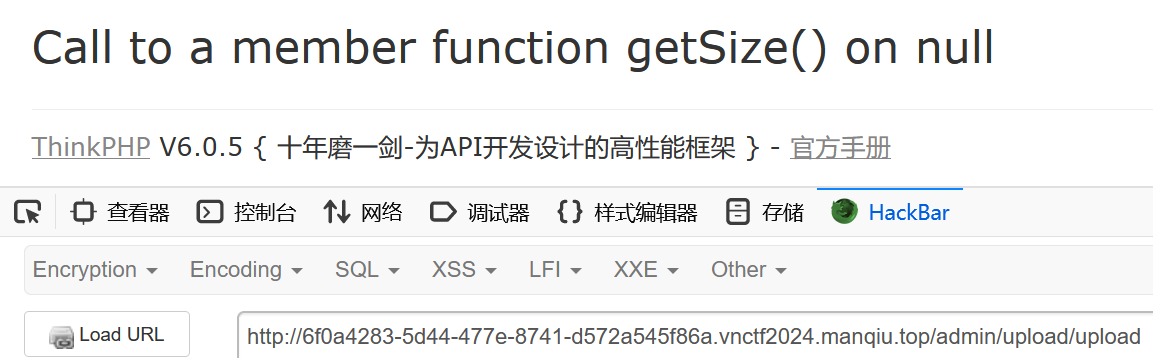 Call to a member function getSize() on null
ThinkPHP V6.0.5 { 十年磨一剑-为API开发设计的高性能框架 } - 官方手册
查看器 控制台 网络 调试器 样式编辑器 存储 HackBar
Encryption Encoding SQL XSS LFI XXE Other
Load URL http://6f0a4283-5d44-477e-8741-d572a545f86a.vnctf2024.manqiu.top/admin/upload/upload